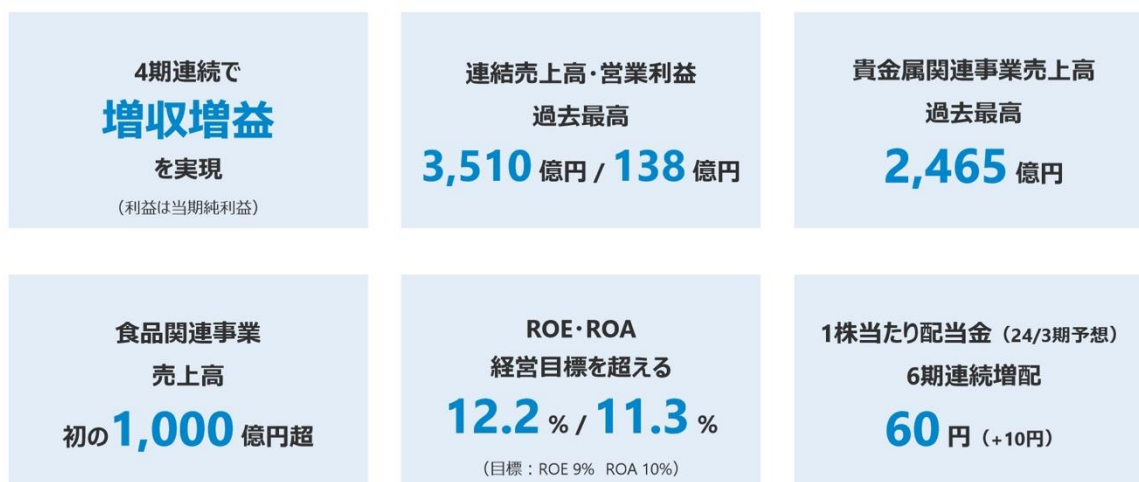 4期連続で
増収増益
を実現
（利益は当期純利益）
連結売上高･営業利益
過去最高
3,510 億円 / 138 億円
貴金属関連事業売上高
過去最高
2,465 億円
食品関連事業
売上高
初の1,000 億円超
ROE･ROA
経営目標を超える
12.2 % / 11.3 %
（目標：ROE 9% ROA 10%）
1株当たり配当金（24/3期予想）
6期連続増配
60 円（+10円）